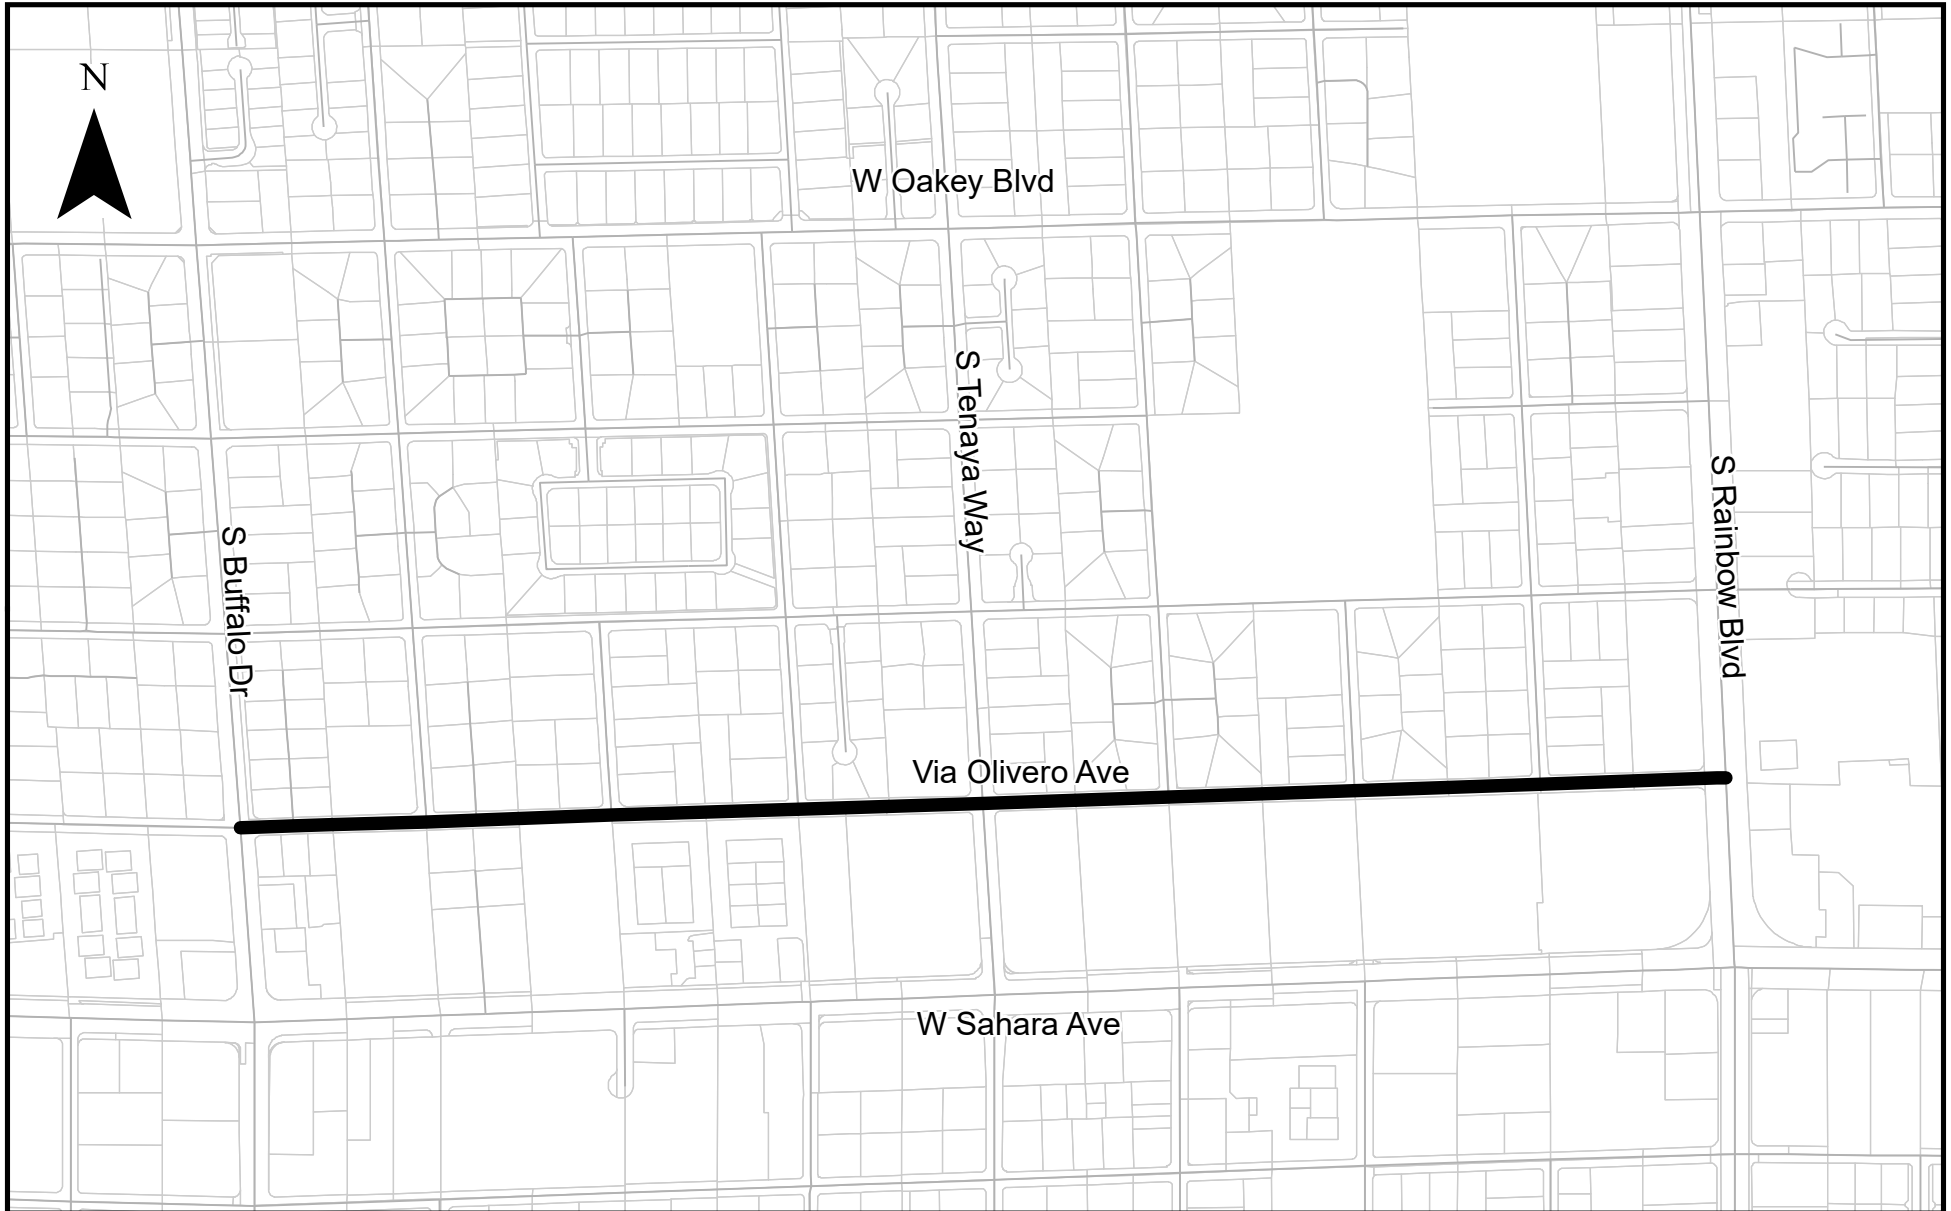 N
W Oakey Blvd
S Tenaya Way
S Rainbow Blvd
S Buffalo Dr
Via Olivero Ave
W Sahara Ave